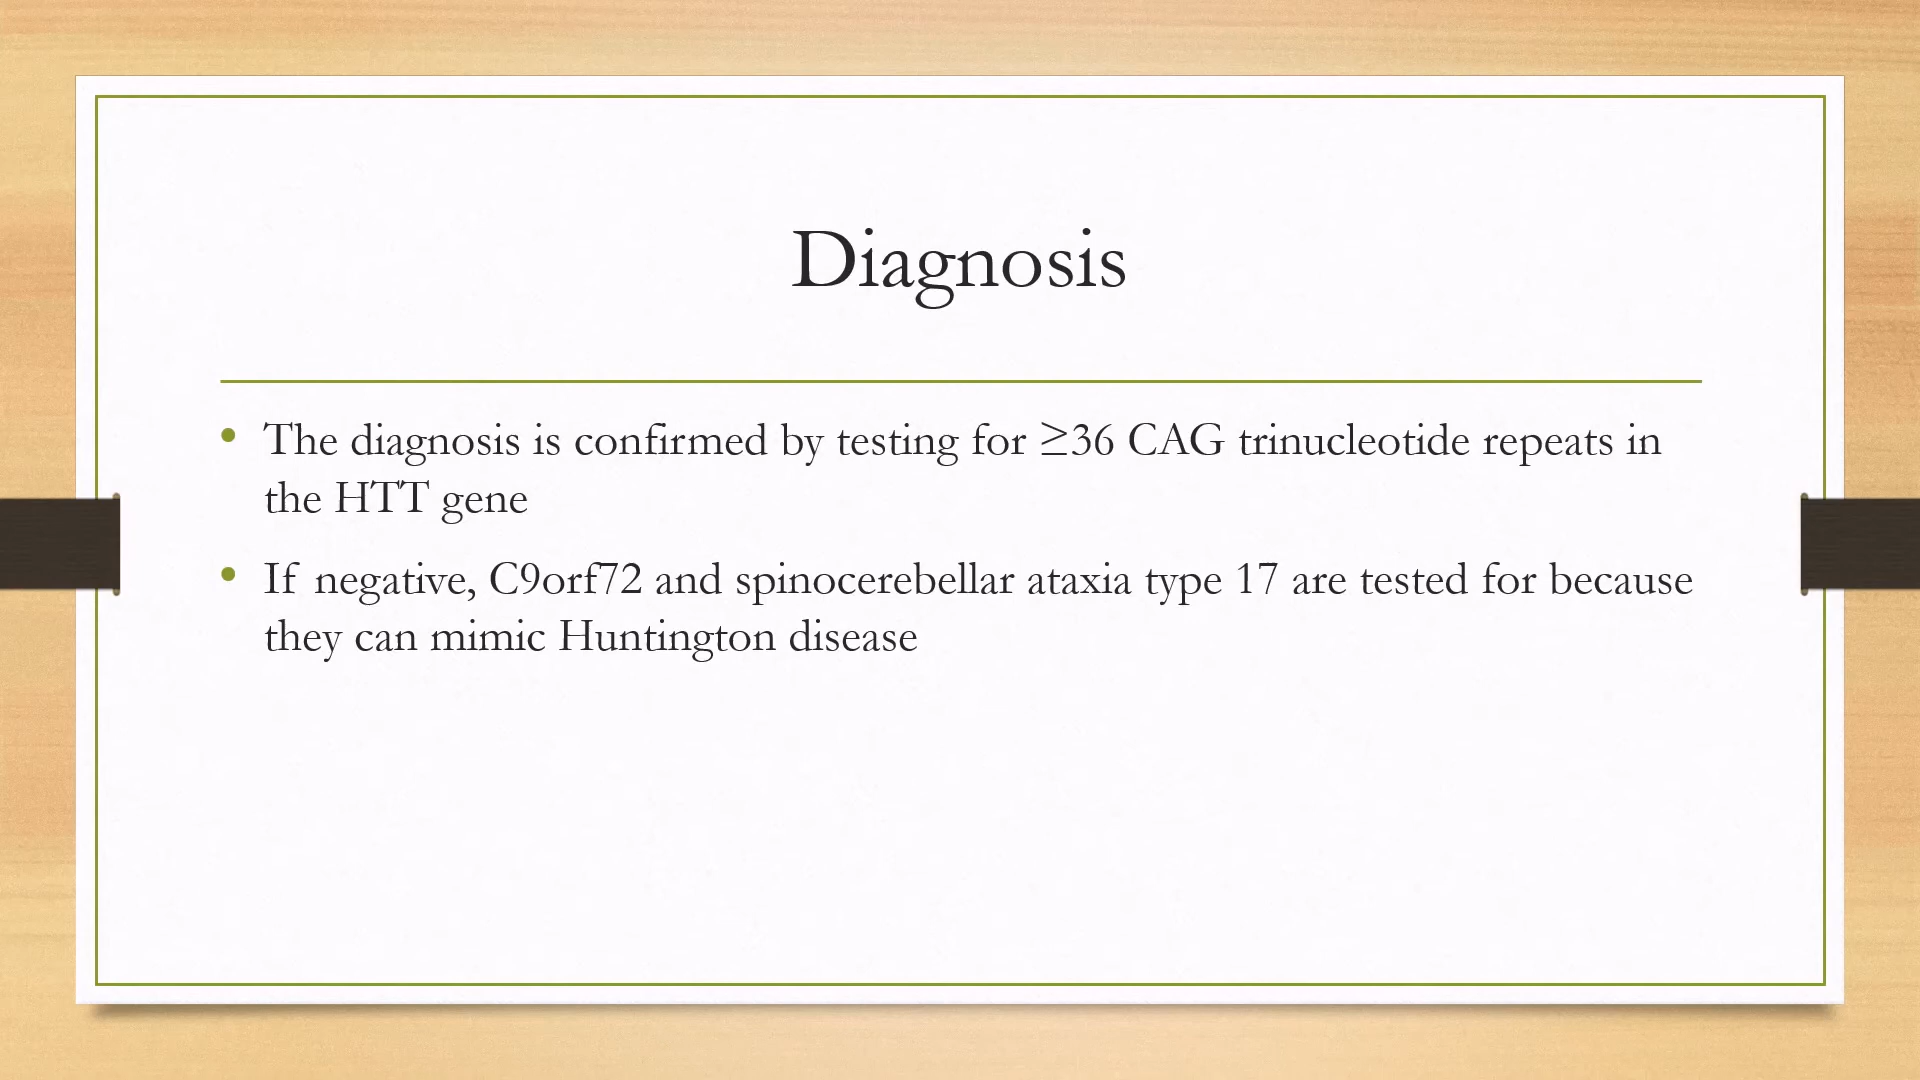 Diagnosis
• The diagnosis is confirmed by testing for ≥36 CAG trinucleotide repeats in
the HTT gene
• If negative, C9orf72 and spinocerebellar ataxia type 17 are tested for because
they can mimic Huntington disease